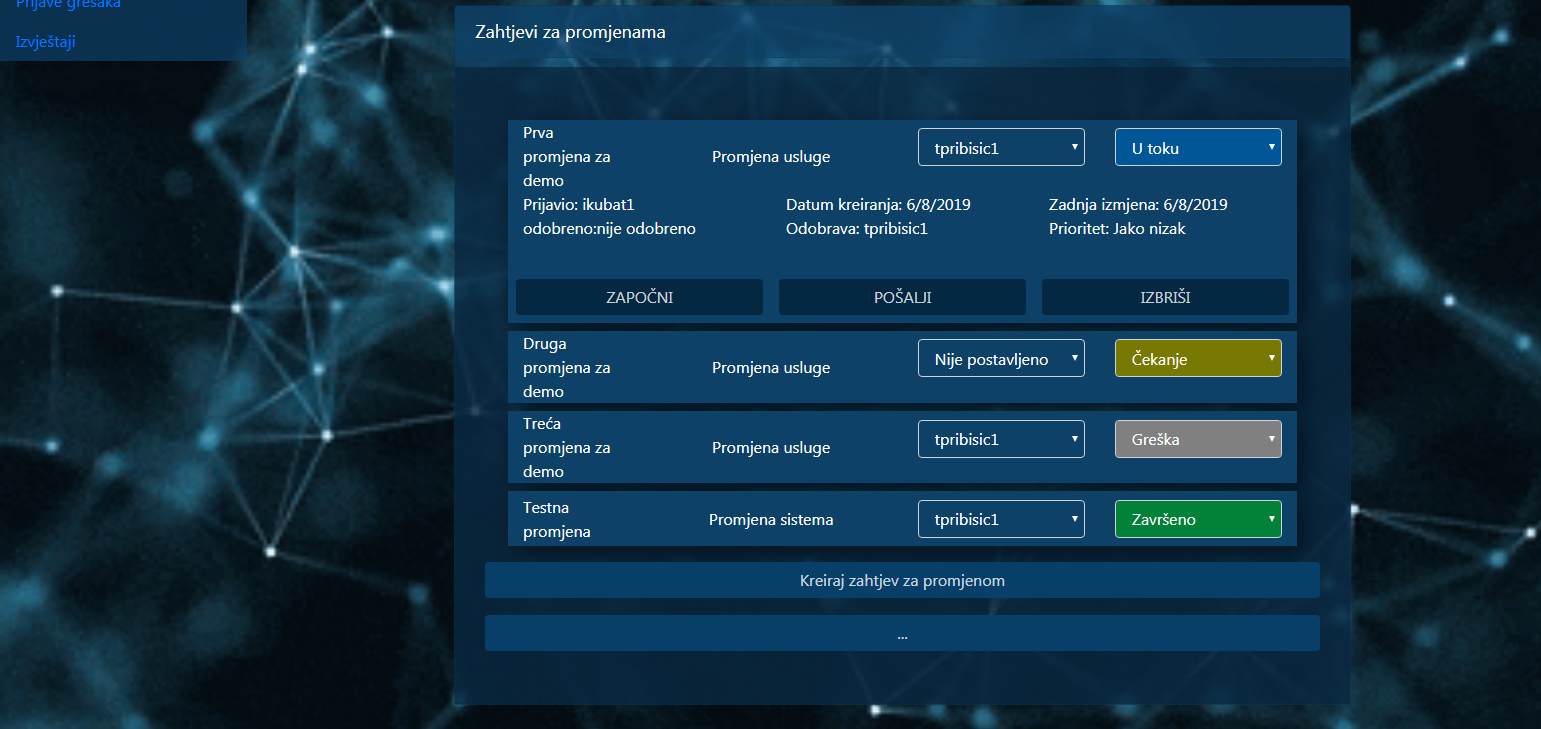 Prijave grešaka
Izvještaji
Zahtjevi za promjenama
Prva
promjena za
demo
Promjena usluge
tpribisic1
U toku
Prijavio: ikubat1
Datum kreiranja: 6/8/2019
Zadnja izmjena: 6/8/2019
odobreno:nije odobreno
Odobrava: tpribisic1
Prioritet: Jako nizak
ZAPOČNI
POŠALJI
IZBRIŠI
Druga
promjena za
demo
Promjena usluge
Nije postavljeno
Čekanje
Treća
promjena za
demo
Promjena usluge
tpribisic1
Greška
Testna
promjena
Promjena sistema
tpribisic1
Završeno
Kreiraj zahtjev za promjenom
...